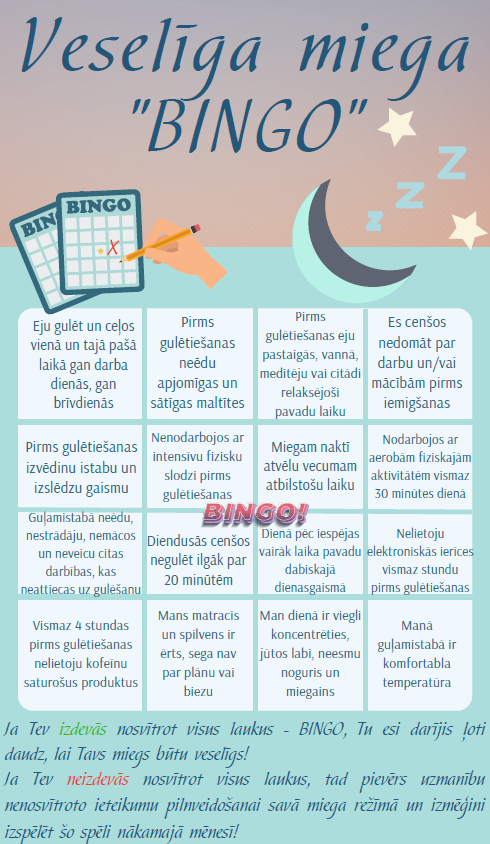 Veselīga miega
"BINGO"
BINGO
BINGO
z
z
z
Eju gulēt un ceļos
vienā un tajā pašā
laikā gan darba
dienās, gan
brīvdienās
Pirms
gulētiešanas
neēdu
apjomīgas un
sātīgas maltītes
Pirms
gulētiešanas eju
pastaigās, vannā,
meditēju vai citādi
relaksējoši
pavadu laiku
Es cenšos
nedomāt par
darbu un/vai
mācībām pirms
iemigšanas
Pirms gulētiešanas
izvēdinu istabu un
izslēdzu gaismu
Nenodarbojos ar
intensīvu fizisku
slodzi pirms
gulētiešanas
Miegam naktī
atvēlu vecumam
atbilstošu laiku
Nodarbojos ar
aerobām fiziskajām
aktivitātēm vismaz
30 minūtes dienā
BINGO!
Guļamistabā neēdu,
nestrādāju, nemācos
un neveicu citas
darbības, kas
neattiecas uz gulēšanu
Diendusās cenšos
negulēt ilgāk par
20 minūtēm
Dienā pēc iespējas
vairāk laika pavadu
dabiskajā
dienasgaismā
Nelietoju
elektroniskās ierīces
vismaz stundu
pirms gulētiešanas
Vismaz 4 stundas
pirms gulētiešanas
nelietoju kofeīnu
saturošus produktus
Mans matracis
un spilvens ir
ērts, sega nav
par plānu vai
biezu
Man dienā ir viegli
koncentrēties,
jūtos labi, neesmu
noguris un
miegains
Manā
guļamistabā ir
komfortabla
temperatūra
Ja Tev izdevās nosvītrot visus laukus - BINGO, Tu esi darījis ļoti
daudz, lai Tavs miegs būtu veselīgs!
Ja Tev neizdevās nosvītrot visus laukus, tad pievērs uzmanību
nenosvītroto ieteikumu pilnveidošanai savā miega režīmā un izmēģini
izspēlēt šo spēli nākamajā mēnesī!